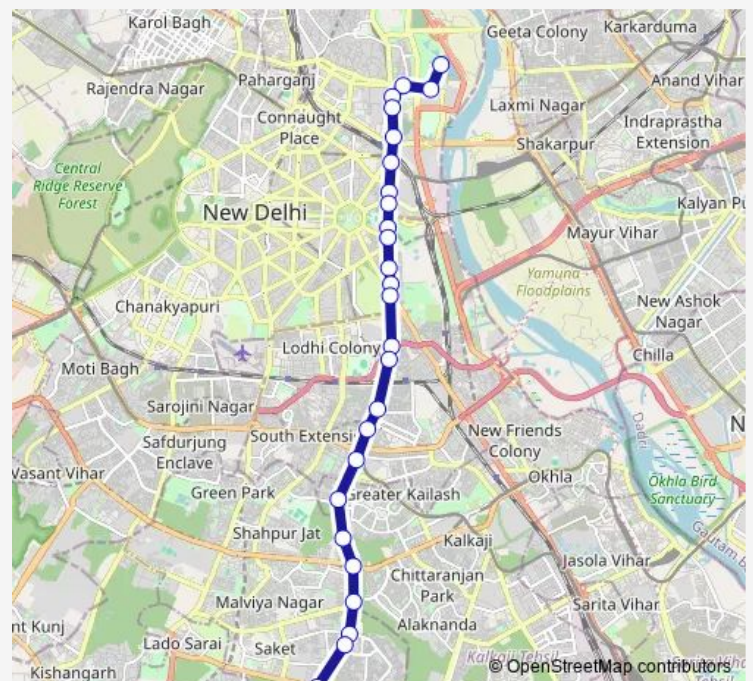 Karol Bagh
Geeta Colony
Karkarduma
Rajendra Nagar
Paharganj
Anand Vihar
Connaught
Place
Laxmi Nagar
Indraprastha
Extension
Shakarpur
Central
Ridge Reserve
Forest
New Delhi
Kalyan Pu
Mayur Vihar
Yamuna
Floodplains
Chanakyapuri
New Ashok
Nagar
Lodhi Colony
Chilla
Moti Bagh
Sarojini Nagar
Dadri
N
Safdurjung
Enclave
South Extensi
New Friends
Colony
Vasant Vihar
Green Park
Greater Kailash
Okhla
Okhla Bird
Sanctuary
Shahpur Jat
Kalkaji
Gautam B
Jasola Vihar
Chittaranjan
Park
Malviya Nagar
Sarita Vihar
nt Kunj
Alaknanda
Lado Sarai
Saket
Kalkaji Tehsil
Kishangarh
© OpenStreetMap contributors